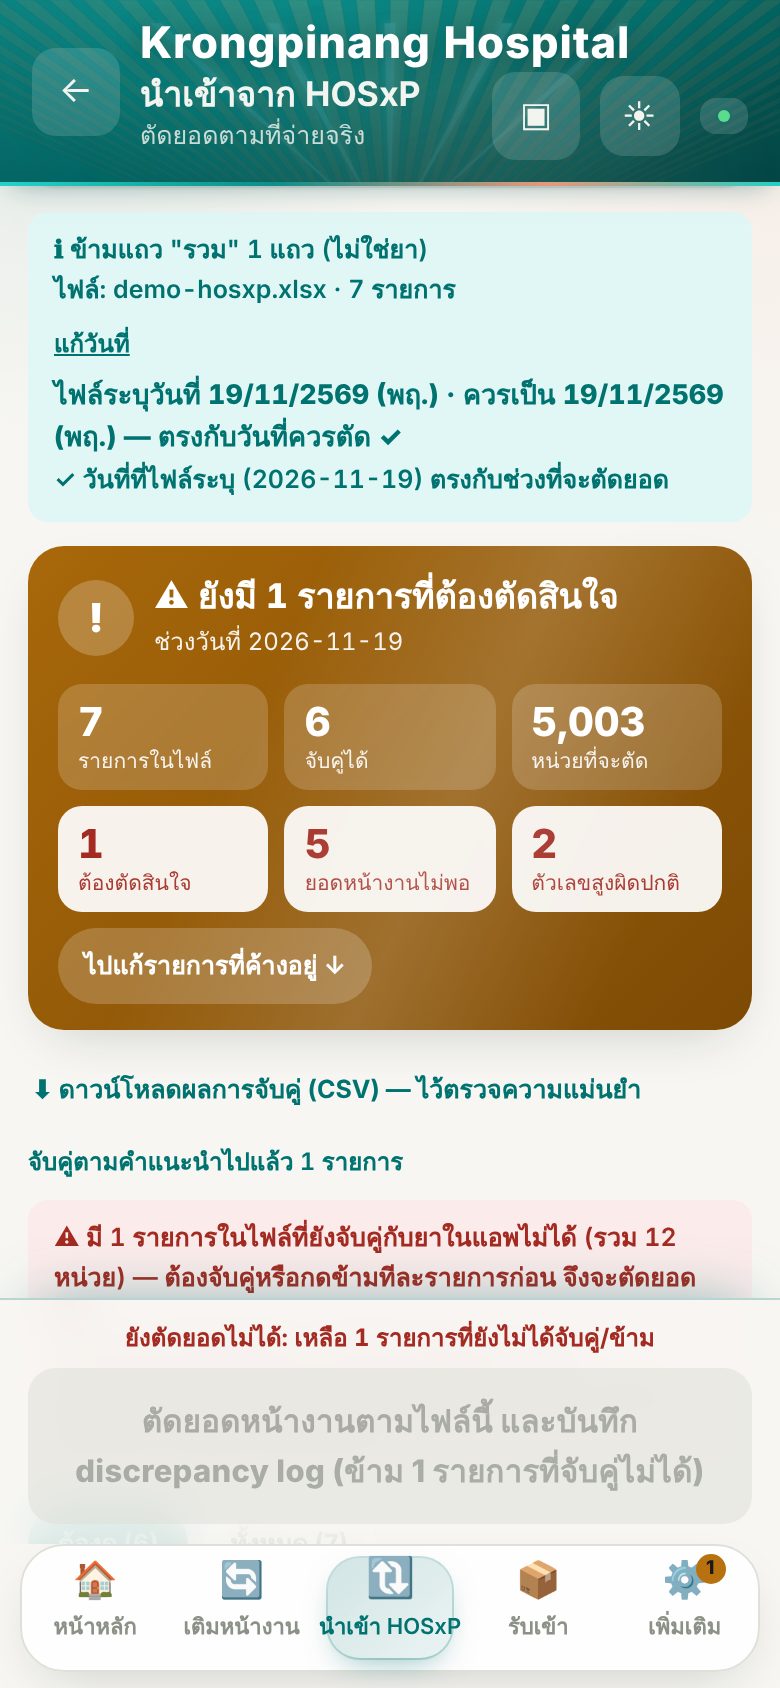 Krongpinang Hospital
นำเข้าจาก HOSxP
ตัดยอดตามที่จ่ายจริง
ℹ ข้ามแถว "รวม" 1 แถว (ไม่ใช่ยา)
ไฟล์: demo-hosxp.xlsx · 7 รายการ
แก้วันที่
ไฟล์ระบุวันที่ 19/11/2569 (พฤ.) · ควรเป็น 19/11/2569
(พฤ.) — ตรงกับวันที่ควรตัด ✓
✓ วันที่ที่ไฟล์ระบุ (2026-11-19) ตรงกับช่วงที่จะตัดยอด
! ⚠ ยังมี 1 รายการที่ต้องตัดสินใจ
ช่วงวันที่ 2026-11-19
7 6 5,003
รายการในไฟล์ จับคู่ได้ หน่วยที่จะตัด
1 5 2
ต้องตัดสินใจ ยอดหน้างานไม่พอ ตัวเลขสูงผิดปกติ
ไปแก้รายการที่ค้างอยู่ ↓
⬇ ดาวน์โหลดผลการจับคู่ (CSV) — ไว้ตรวจความแม่นยำ
จับคู่ตามคำแนะนำไปแล้ว 1 รายการ
⚠ มี 1 รายการในไฟล์ที่ยังจับคู่กับยาในแอพไม่ได้ (รวม 12
หน่วย) — ต้องจับคู่หรือกดข้ามทีละรายการก่อน จึงจะตัดยอด
ยังตัดยอดไม่ได้: เหลือ 1 รายการที่ยังไม่ได้จับคู่/ข้าม
ตัดยอดหน้างานตามไฟล์นี้ และบันทึก
discrepancy log (ข้าม 1 รายการที่จับคู่ไม่ได้)
ทั้งหมด (7)
1
หน้าหลัก เติมหน้างาน นำเข้า HOSxP รับเข้า เพิ่มเติม